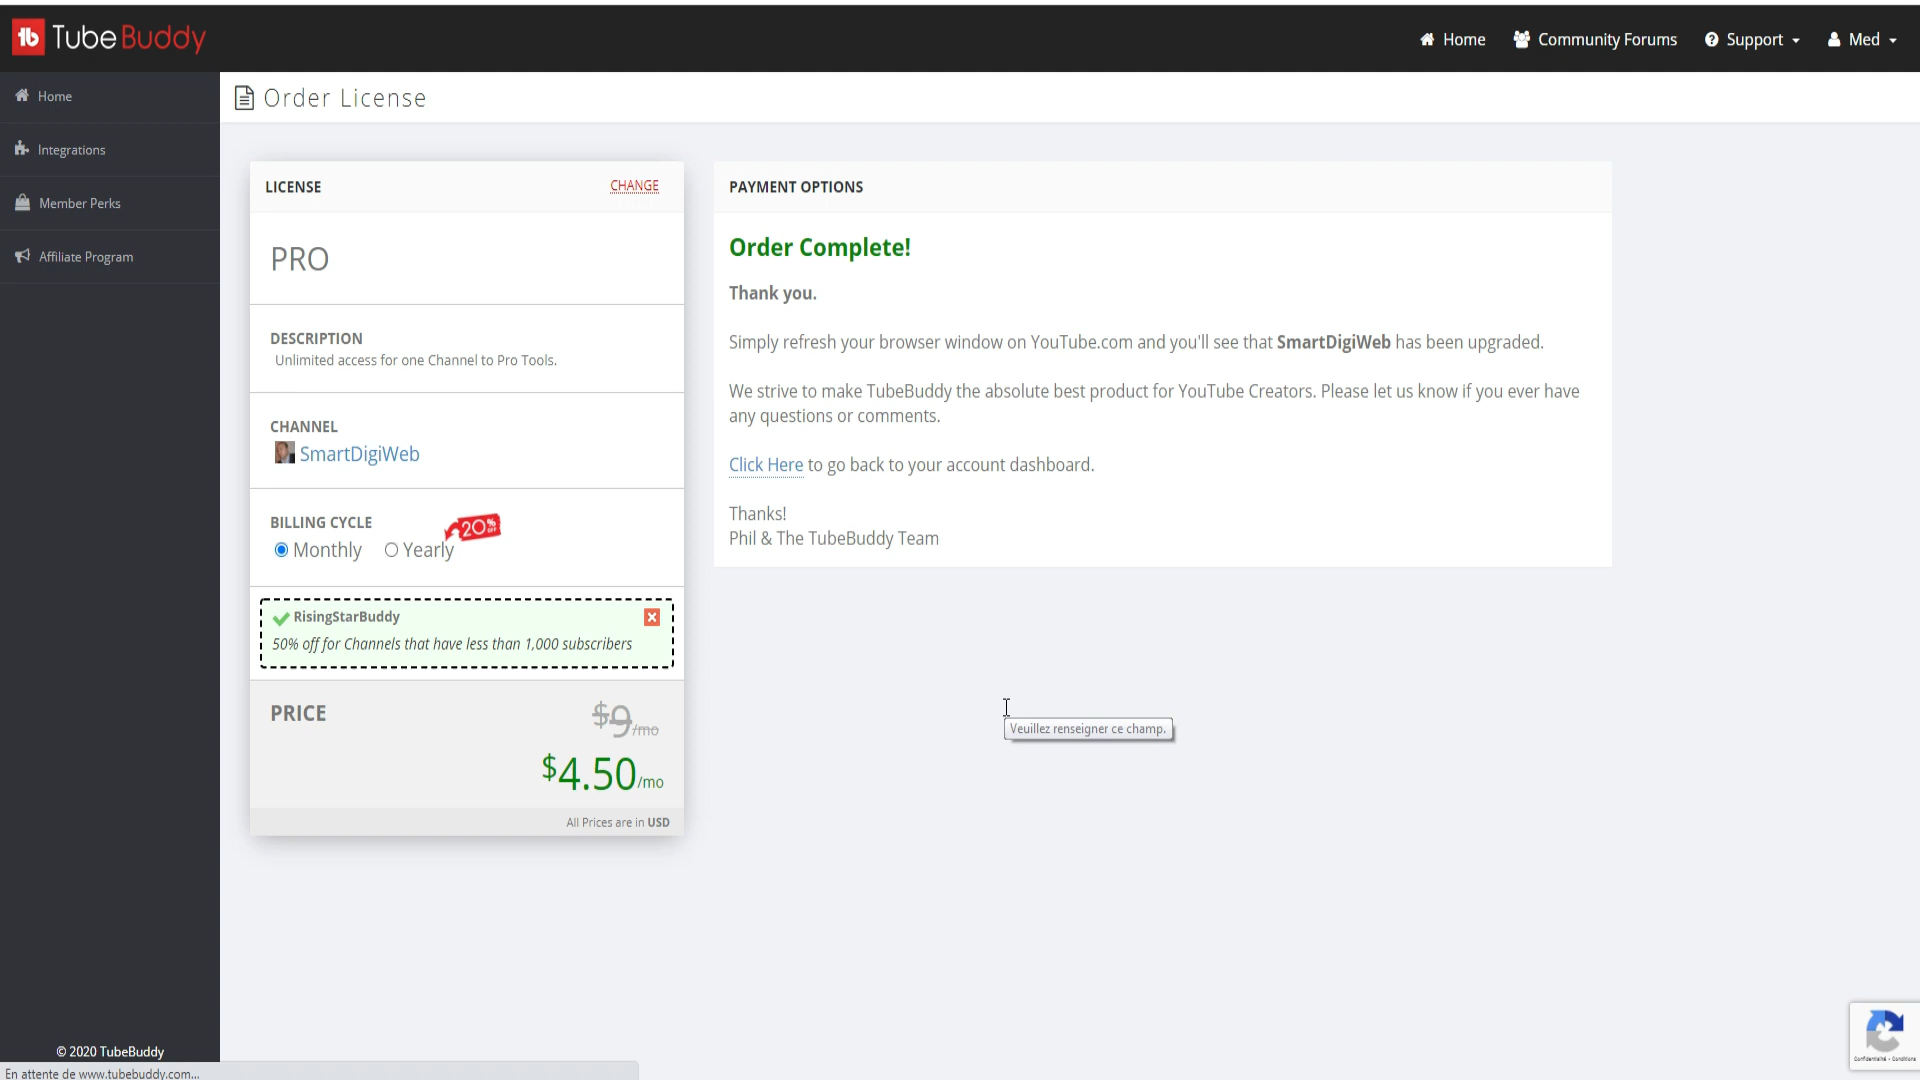 TubeBuddy
Home
Community Forums
Support
Med
Home
Integrations
Member Perks
Affiliate Program
Order License
LICENSE
CHANGE
PRO
DESCRIPTION
Unlimited access for one Channel to Pro Tools.
CHANNEL
SmartDigiWeb
BILLING CYCLE
20% OFF
Monthly
Yearly
RisingStarBuddy
50% off for Channels that have less than 1,000 subscribers
PRICE
$9/mo
$4.50/mo
All Prices are in USD
PAYMENT OPTIONS
Order Complete!
Thank you.
Simply refresh your browser window on YouTube.com and you'll see that SmartDigiWeb has been upgraded.
We strive to make TubeBuddy the absolute best product for YouTube Creators. Please let us know if you ever have
any questions or comments.
Click Here to go back to your account dashboard.
Thanks!
Phil & The TubeBuddy Team
Veuillez renseigner ce champ.
Confidentialité - Conditions
© 2020 TubeBuddy
En attente de www.tubebuddy.com...